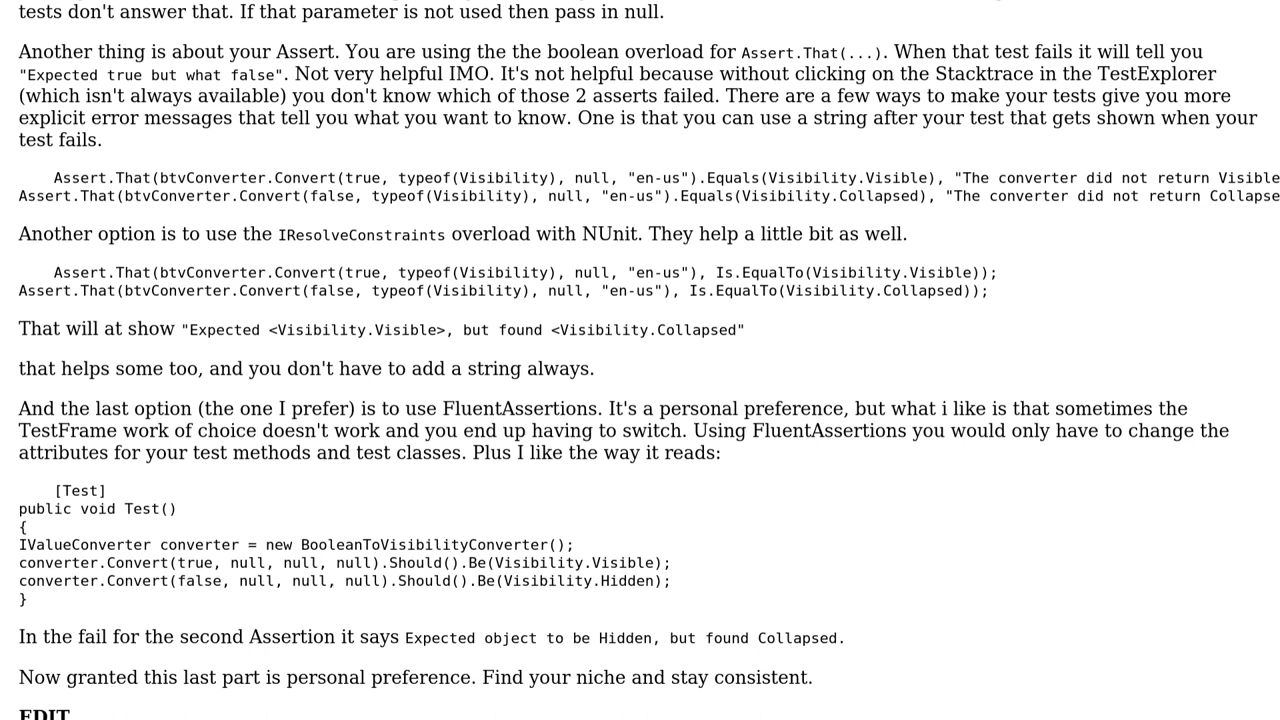 tests don't answer that. If that parameter is not used then pass in null.
Another thing is about your Assert. You are using the the boolean overload for Assert.That(...). When that test fails it will tell you
"Expected true but what false". Not very helpful IMO. It's not helpful because without clicking on the Stacktrace in the TestExplorer
(which isn't always available) you don't know which of those 2 asserts failed. There are a few ways to make your tests give you more
explicit error messages that tell you what you want to know. One is that you can use a string after your test that gets shown when your
test fails.
    Assert.That(btvConverter.Convert(true, typeof(Visibility), null, "en-us").Equals(Visibility.Visible), "The converter did not return Visible
Assert.That(btvConverter.Convert(false, typeof(Visibility), null, "en-us").Equals(Visibility.Collapsed), "The converter did not return Collapse
Another option is to use the IResolveConstraints overload with NUnit. They help a little bit as well.
    Assert.That(btvConverter.Convert(true, typeof(Visibility), null, "en-us"), Is.EqualTo(Visibility.Visible));
Assert.That(btvConverter.Convert(false, typeof(Visibility), null, "en-us"), Is.EqualTo(Visibility.Collapsed));
That will at show "Expected <Visibility.Visible>, but found <Visibility.Collapsed"
that helps some too, and you don't have to add a string always.
And the last option (the one I prefer) is to use FluentAssertions. It's a personal preference, but what i like is that sometimes the
TestFrame work of choice doesn't work and you end up having to switch. Using FluentAssertions you would only have to change the
attributes for your test methods and test classes. Plus I like the way it reads:
    [Test]
public void Test()
{
IValueConverter converter = new BooleanToVisibilityConverter();
converter.Convert(true, null, null, null).Should().Be(Visibility.Visible);
converter.Convert(false, null, null, null).Should().Be(Visibility.Hidden);
}
In the fail for the second Assertion it says Expected object to be Hidden, but found Collapsed.
Now granted this last part is personal preference. Find your niche and stay consistent.
EDIT